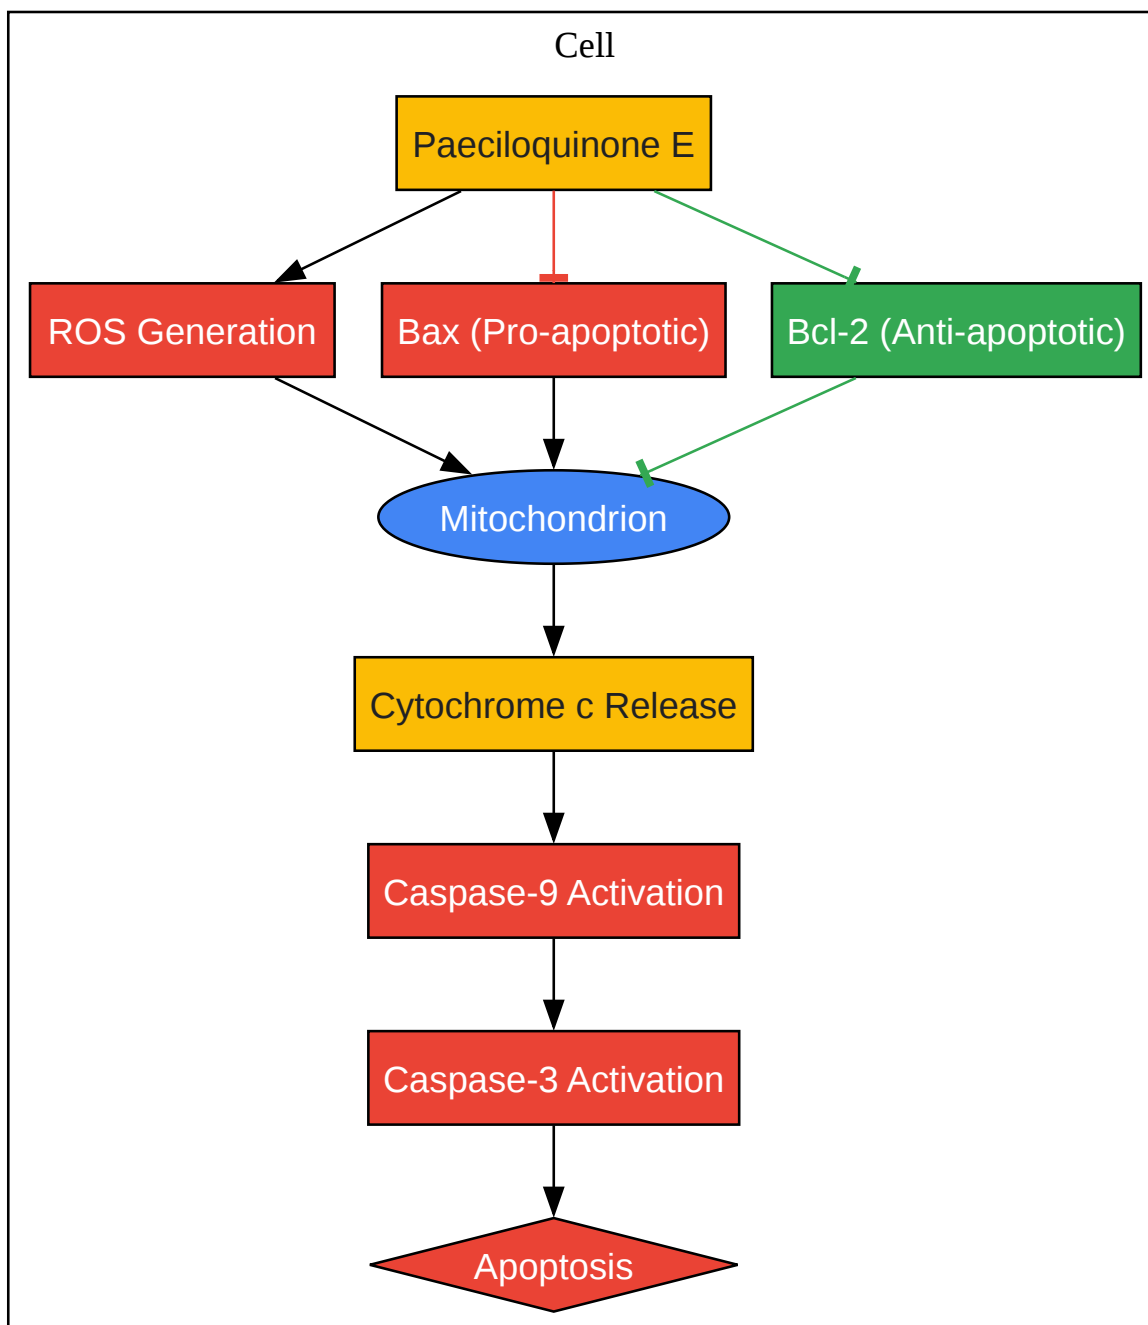 Cell
Paeciloquinone E
ROS Generation
Bax (Pro-apoptotic)
Bcl-2 (Anti-apoptotic)
Mitochondrion
Cytochrome c Release
Caspase-9 Activation
Caspase-3 Activation
Apoptosis